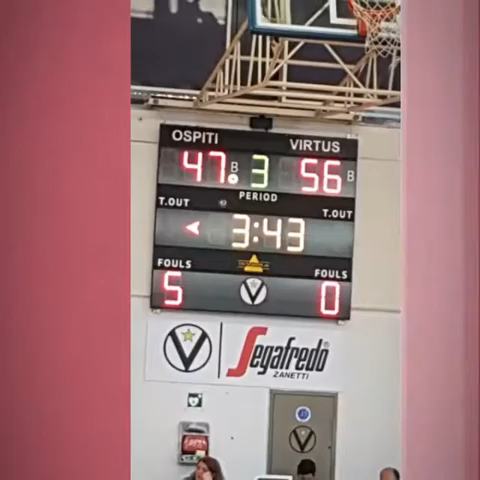 OSPITI VIRTUS
47 B 3 56 B
PERIOD
T.OUT T.OUT
3:43
FOULS FOULS
5 0
V
V Segafredo®
ZANETTI
V